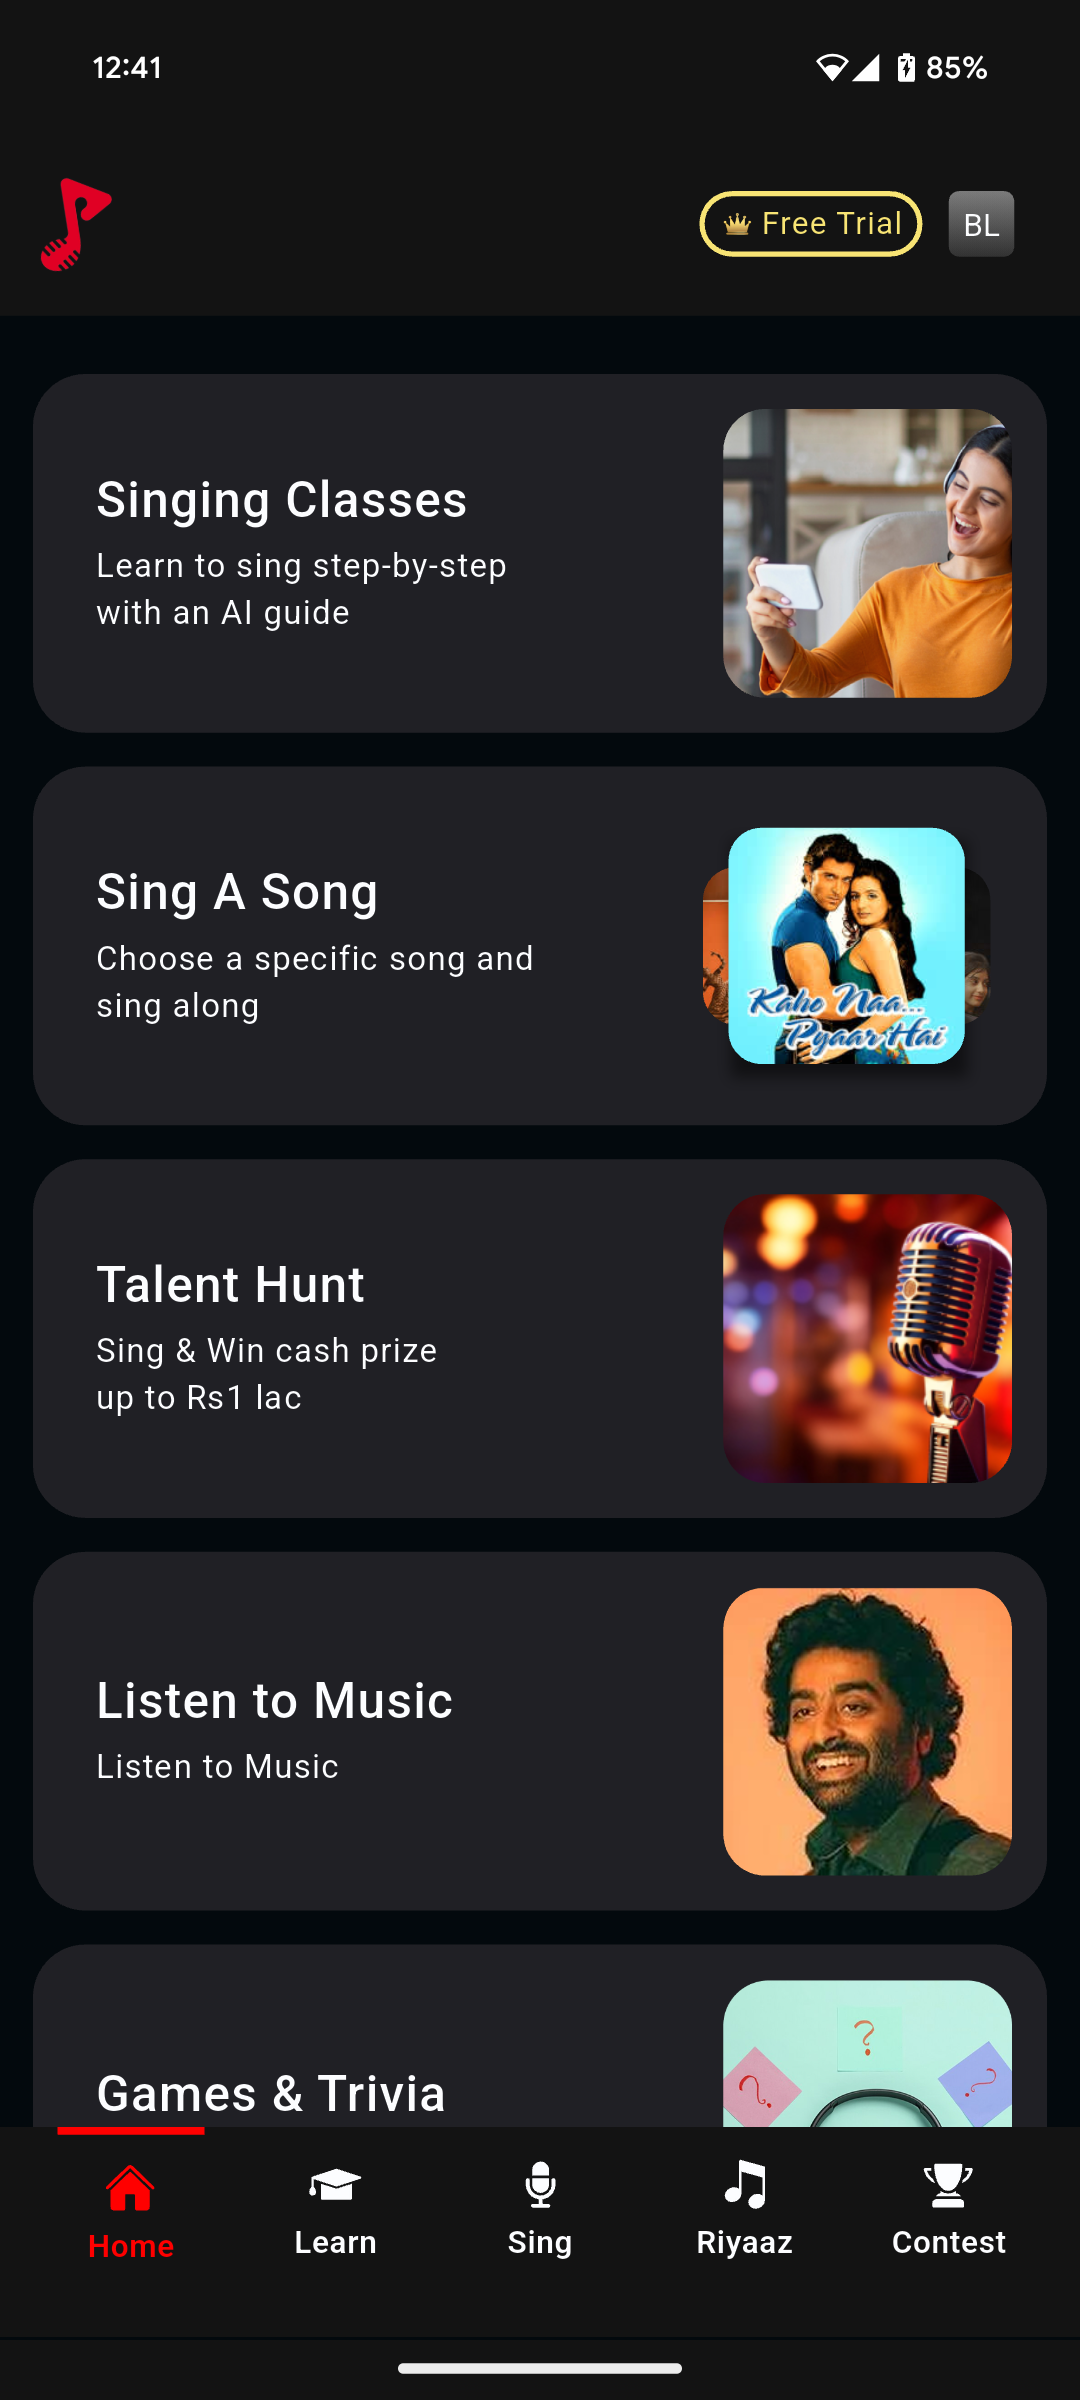 12:41
85%
Free Trial
BL
Singing Classes
Learn to sing step-by-step
with an AI guide
Sing A Song
Choose a specific song and
sing along
Kaho Naa...
Pyaar Hai
Talent Hunt
Sing & Win cash prize
up to Rs1 lac
Listen to Music
Listen to Music
Games & Trivia
?
?
?
Home
Learn
Sing
Riyaaz
Contest